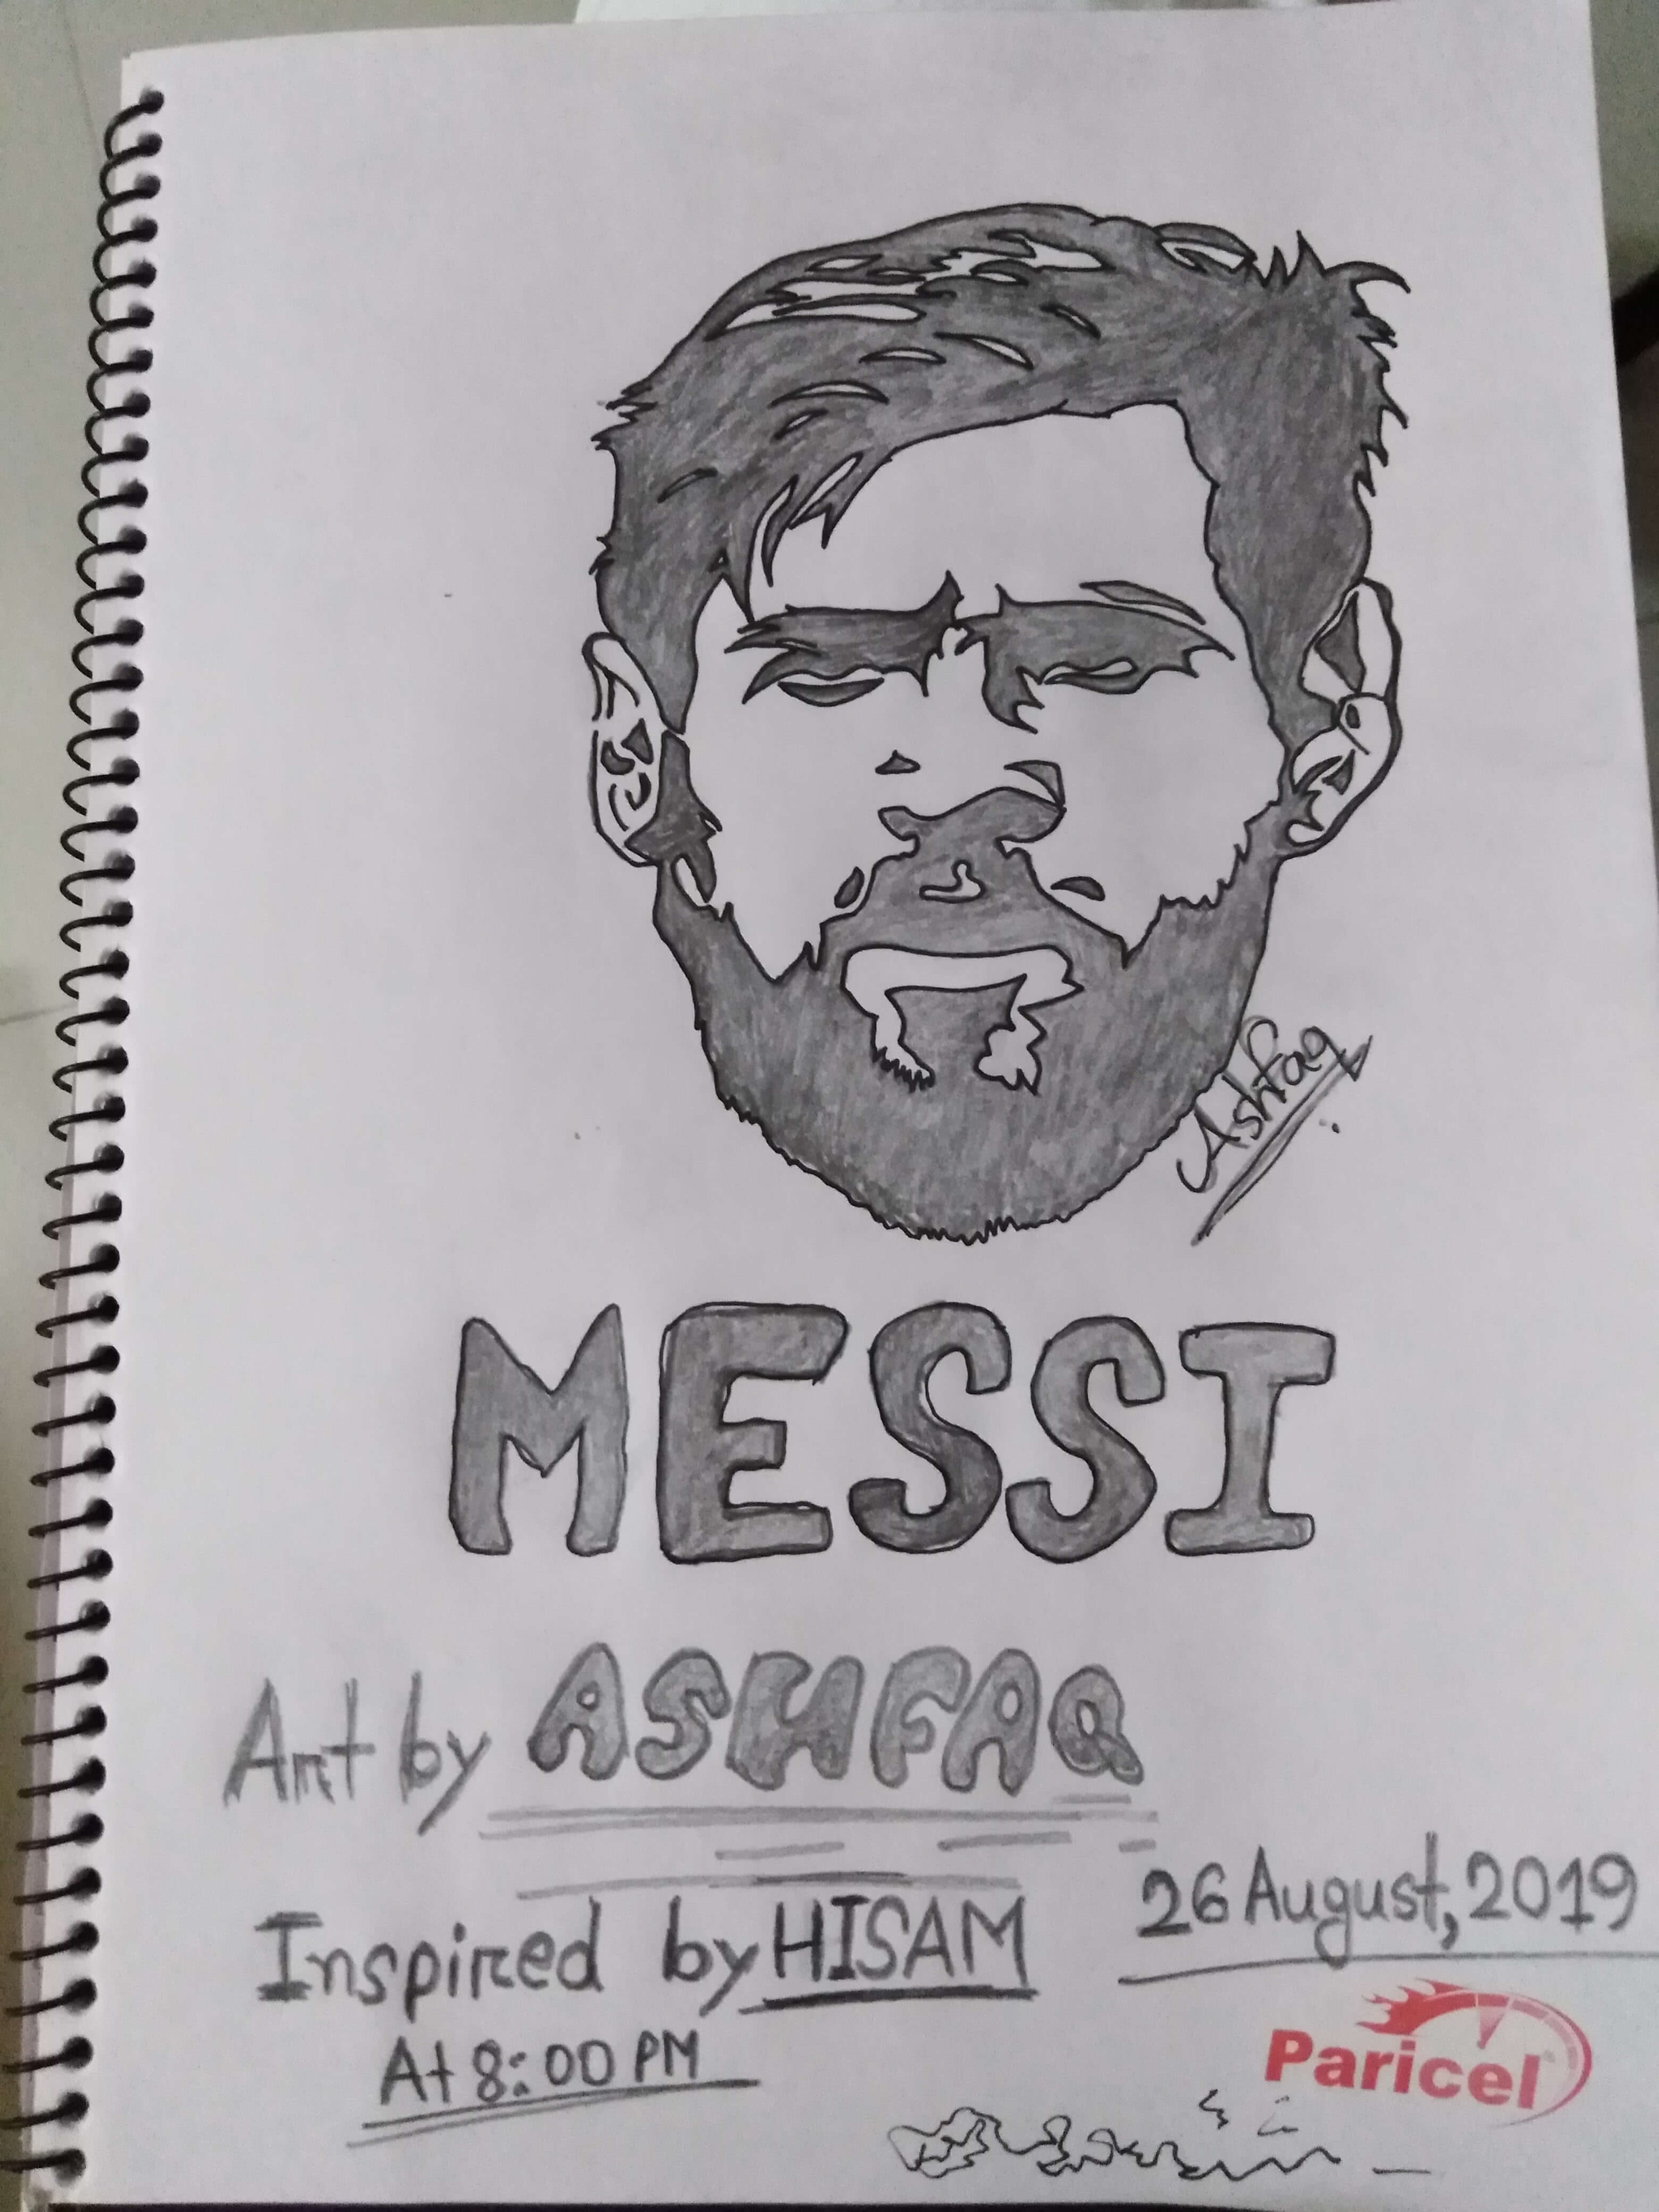 Ashfaq
MESSI
Art by ASHFAQ
Inspired by HISAM
26 August, 2019
At 8:00 PM
Paricel